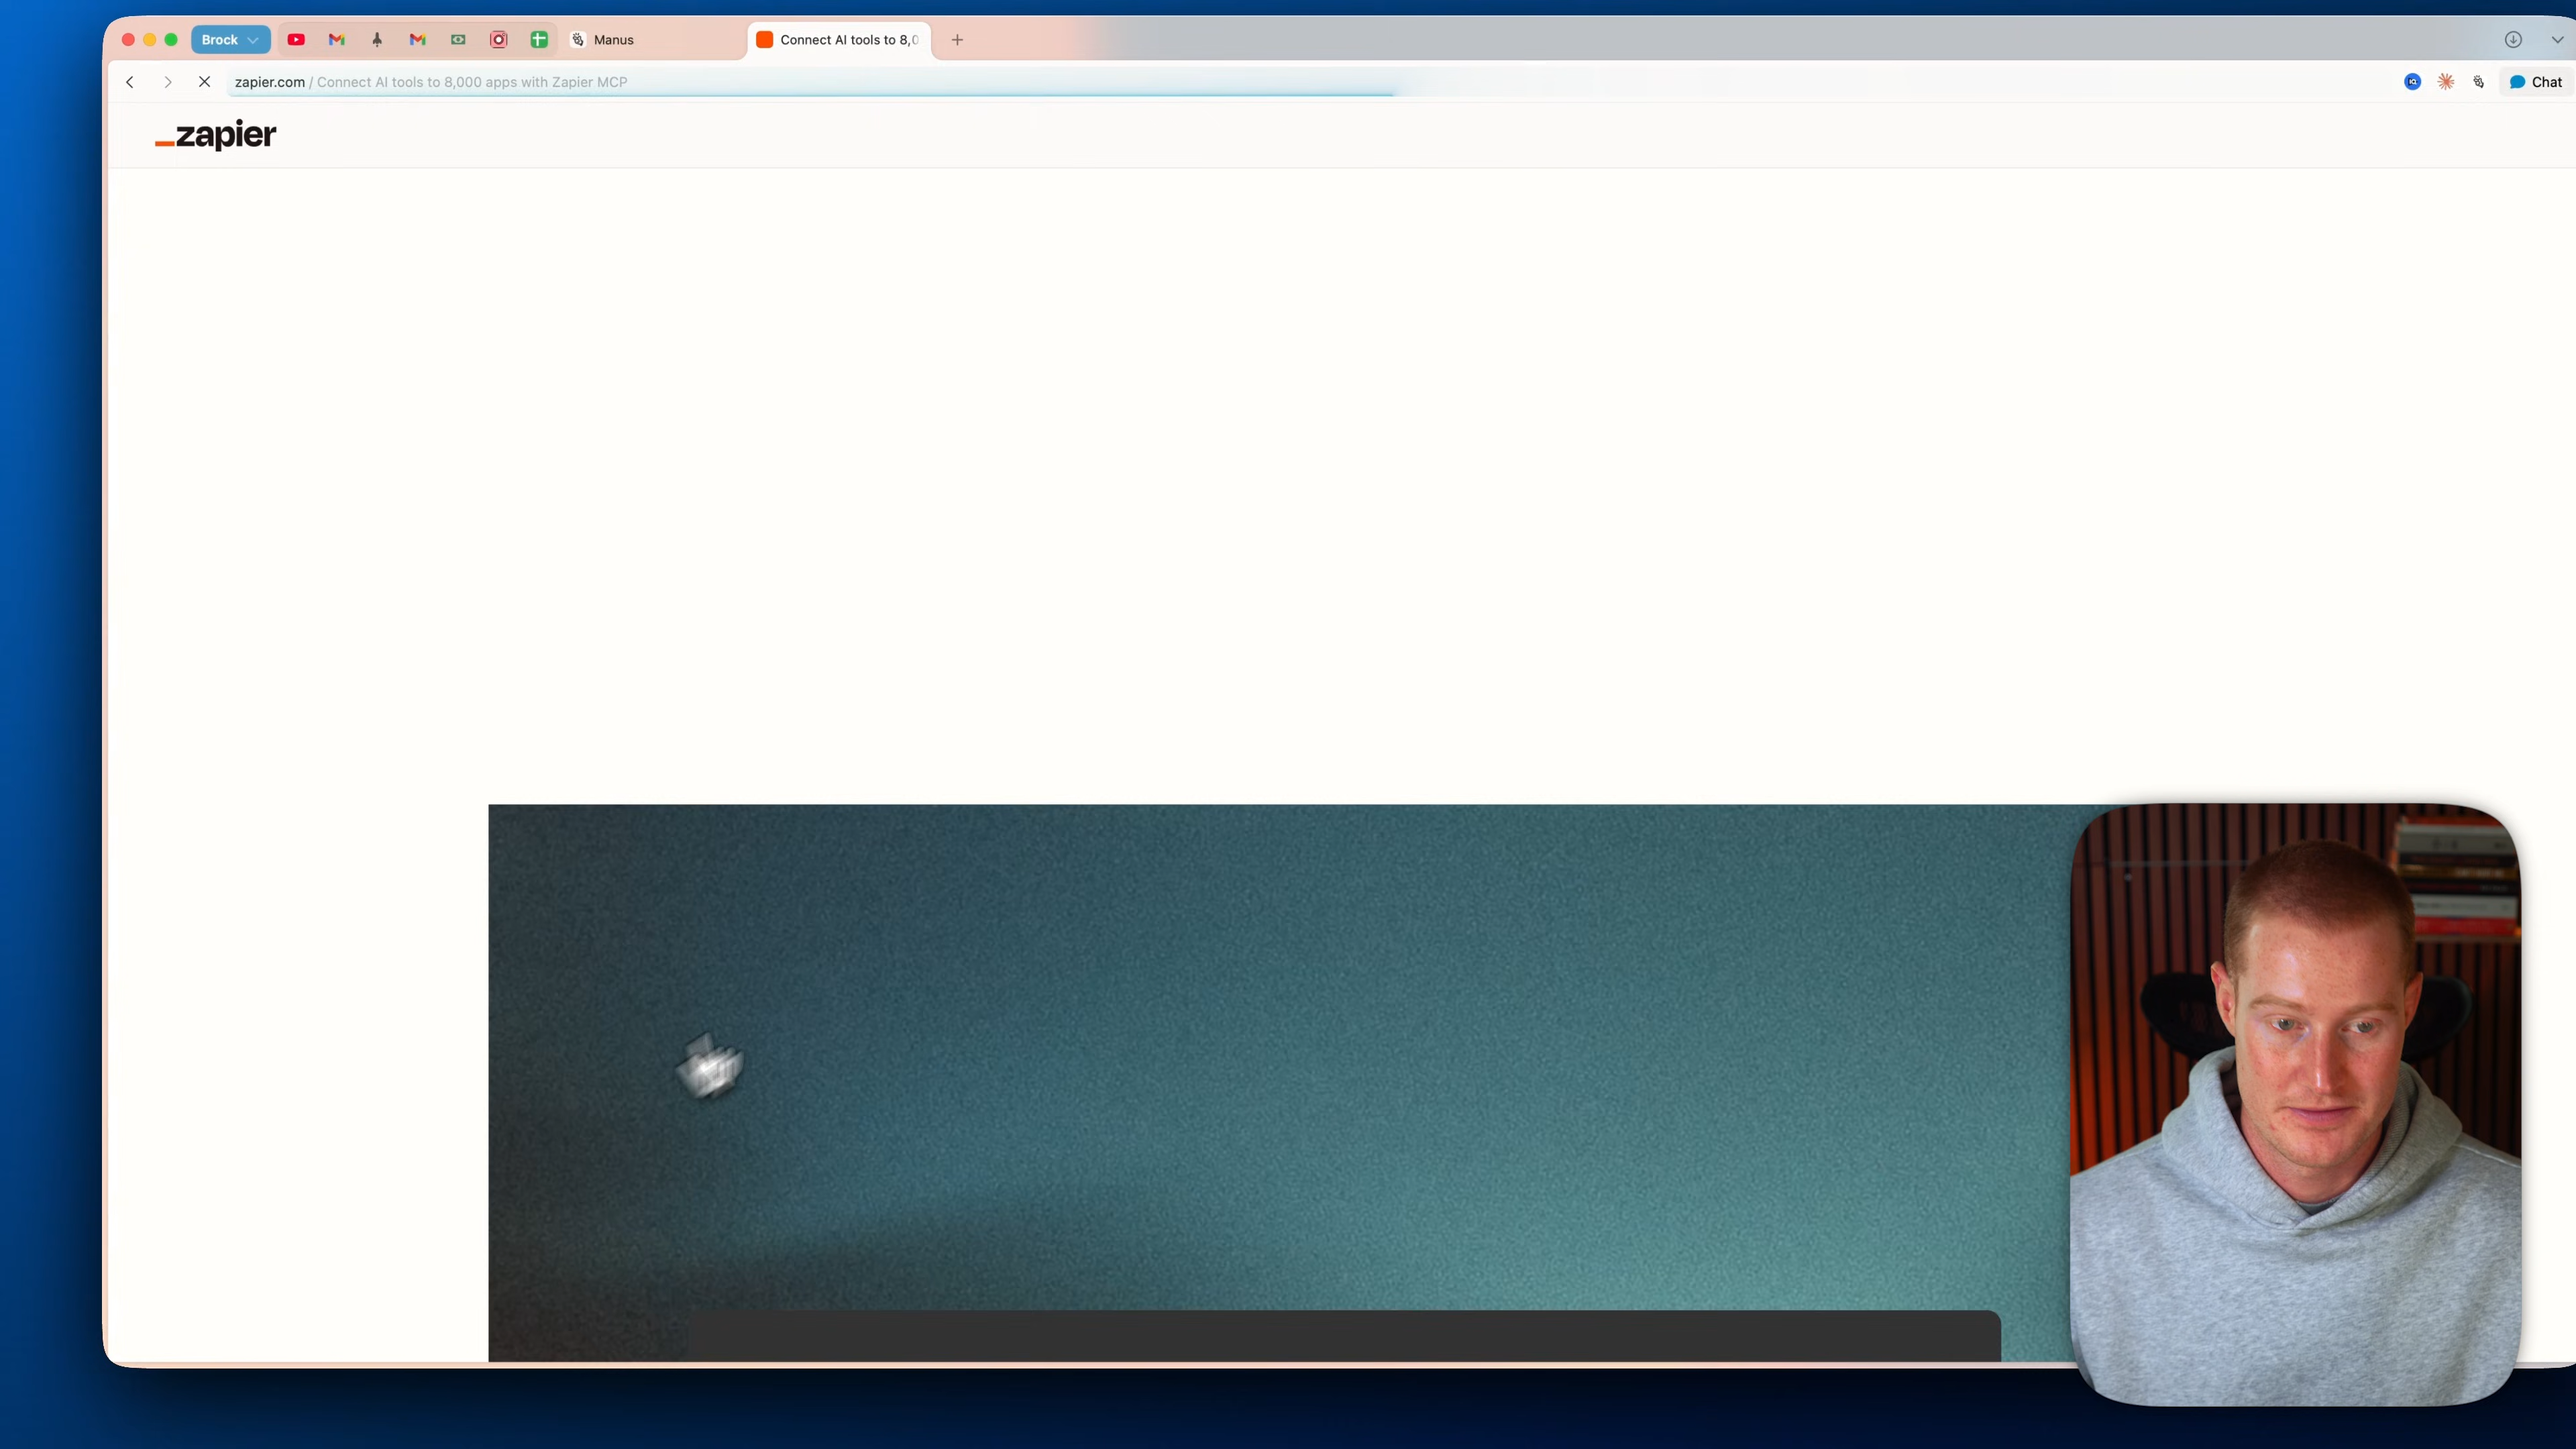 Brock
Manus
Connect AI tools to 8,0
zapier.com / Connect AI tools to 8,000 apps with Zapier MCP
Chat
zapier